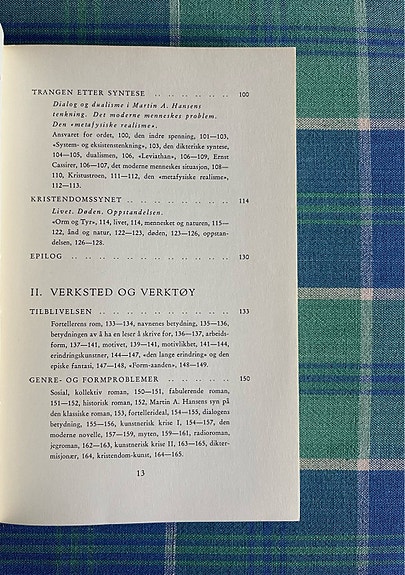 TRANGEN ETTER SYNTESE . . . . . . . . . . 100
Dialog og dualisme i Martin A. Hansens
tenkning. Det moderne menneskes problem.
Den «metafysiske realisme».
Ansvaret for ordet, 100, den indre spenning, 101—103,
«System- og eksistenstenkning», 103, den dikteriske syntese,
104—105, dualismen, 106, «Leviathan», 106—109, Ernst
Cassirer, 106—107, det moderne menneskes situasjon, 108—
110, Kristustroen, 111—112, den «metafysiske realisme»,
112—113.
KRISTENDOMSSYNET . . . . . . . . . . . . 114
Livet. Døden. Oppstandelsen.
«Orm og Tyr», 114, livet, 114, mennesket og naturen, 115—
122, ånd og natur, 122—123, døden, 123—126, oppstan-
delsen, 126—128.
EPILOG . . . . . . . . . . . . . . . . . . 130
II. VERKSTED OG VERKTØY
TILBLIVELSEN . . . . . . . . . . . . . . . 133
Fortellerens rom, 133—134, navnenes betydning, 135—136,
betydningen av å ha en leser å skrive for, 136—137, arbeids-
form, 137—141, motivet, 139—141, motivlikhet, 141—144,
erindringskunstner, 144—147, «den lange erindring» og den
episke fantasi, 147—148, «Form-aanden», 148—149.
GENRE- OG FORMPROBLEMER . . . . . . . 150
Sosial, kollektiv roman, 150—151, fabulerende roman,
151—152, historisk roman, 152, Martin A. Hansens syn på
den klassiske roman, 153, fortellerideal, 154—155, dialogens
betydning, 155—156, kunstnerisk krise I, 154—157, den
moderne novelle, 157—159, myten, 159—161, radioroman,
jegroman, 162—163, kunstnerisk krise II, 163—165, dikter-
misjonær, 164, kristendom-kunst, 164—165.
13